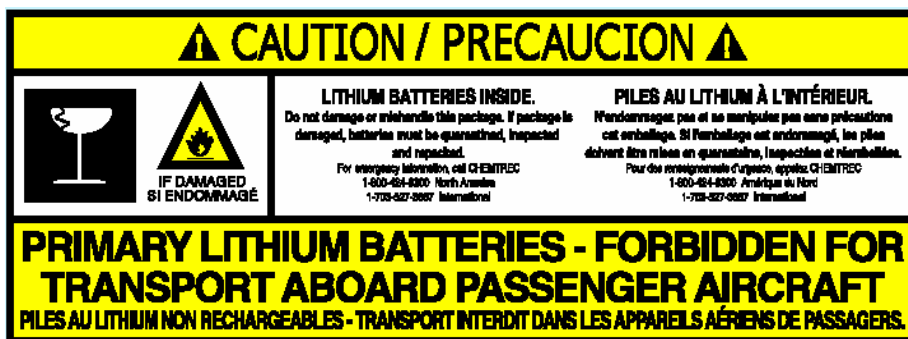 CAUTION / PRECAUCION
IF DAMAGED
SI ENDOMMAGÉ
LITHIUM BATTERIES INSIDE.
Do not damage or mishandle this package. If package is
damaged, batteries must be quarantined, inspected
and repacked.
For emergency information, call CHEMTREC
1-800-424-9300 North America
1-703-527-3887 International
PILES AU LITHIUM À L'INTÉRIEUR.
N'endommagez pas et ne manipulez pas sans précautions
cet emballage. Si l'emballage est endommagé, les piles
doivent être mises en quarantaine, inspectées et réemballées.
Pour des renseignements d'urgence, appelez CHEMTREC
1-800-424-9300 Amérique du Nord
1-703-527-3887 International
PRIMARY LITHIUM BATTERIES - FORBIDDEN FOR
TRANSPORT ABOARD PASSENGER AIRCRAFT
PILES AU LITHIUM NON RECHARGEABLES - TRANSPORT INTERDIT DANS LES APPAREILS AÉRIENS DE PASSAGERS.